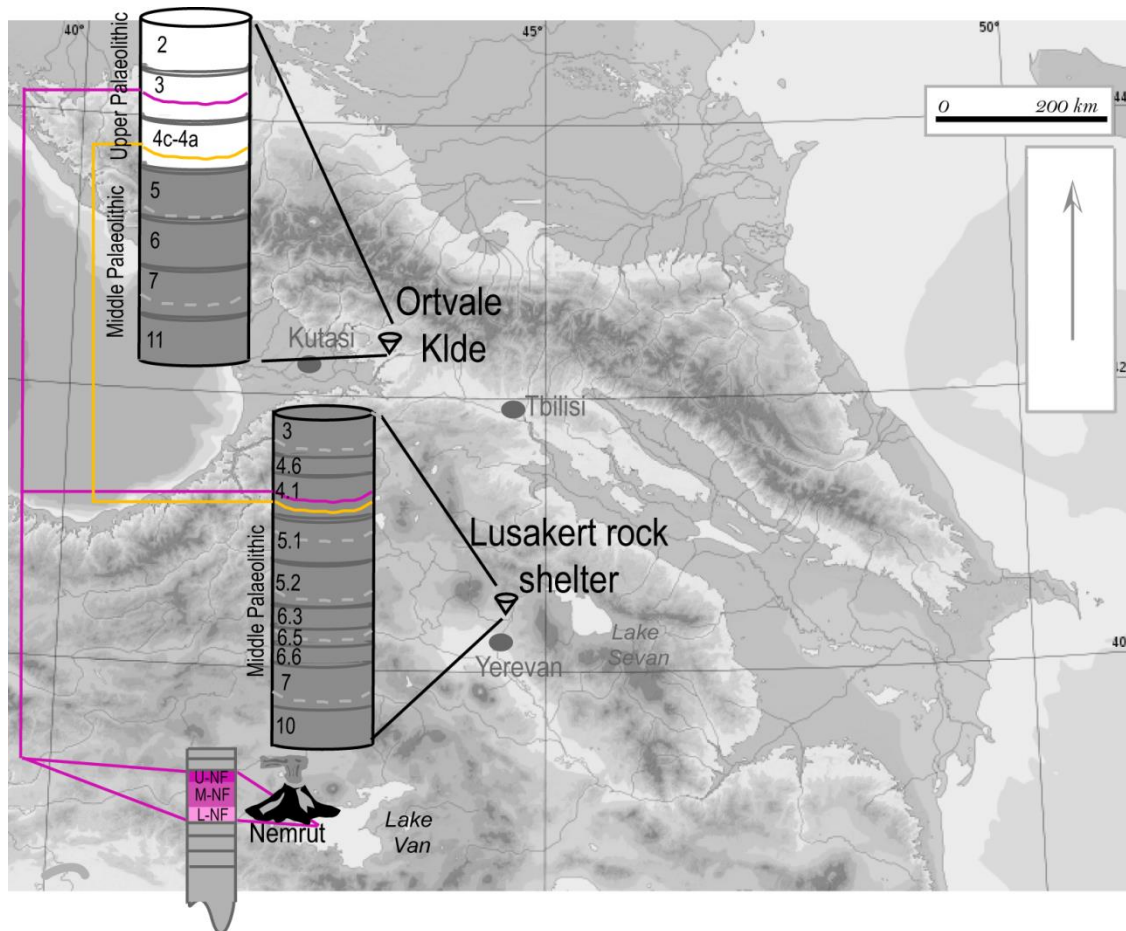 40°
45°
50°
44
42
40
0 200 km
Upper Palaeolithic
Middle Palaeolithic
2
3
4c-4a
5
6
7
11
Ortvale
Klde
Kutasi
Tbilisi
Middle Palaeolithic
3
4.6
4.1
5.1
5.2
6.3
6.5
6.6
7
10
Lusakert rock
shelter
Lake
Sevan
Yerevan
U-NF
M-NF
L-NF
Nemrut
Lake
Van